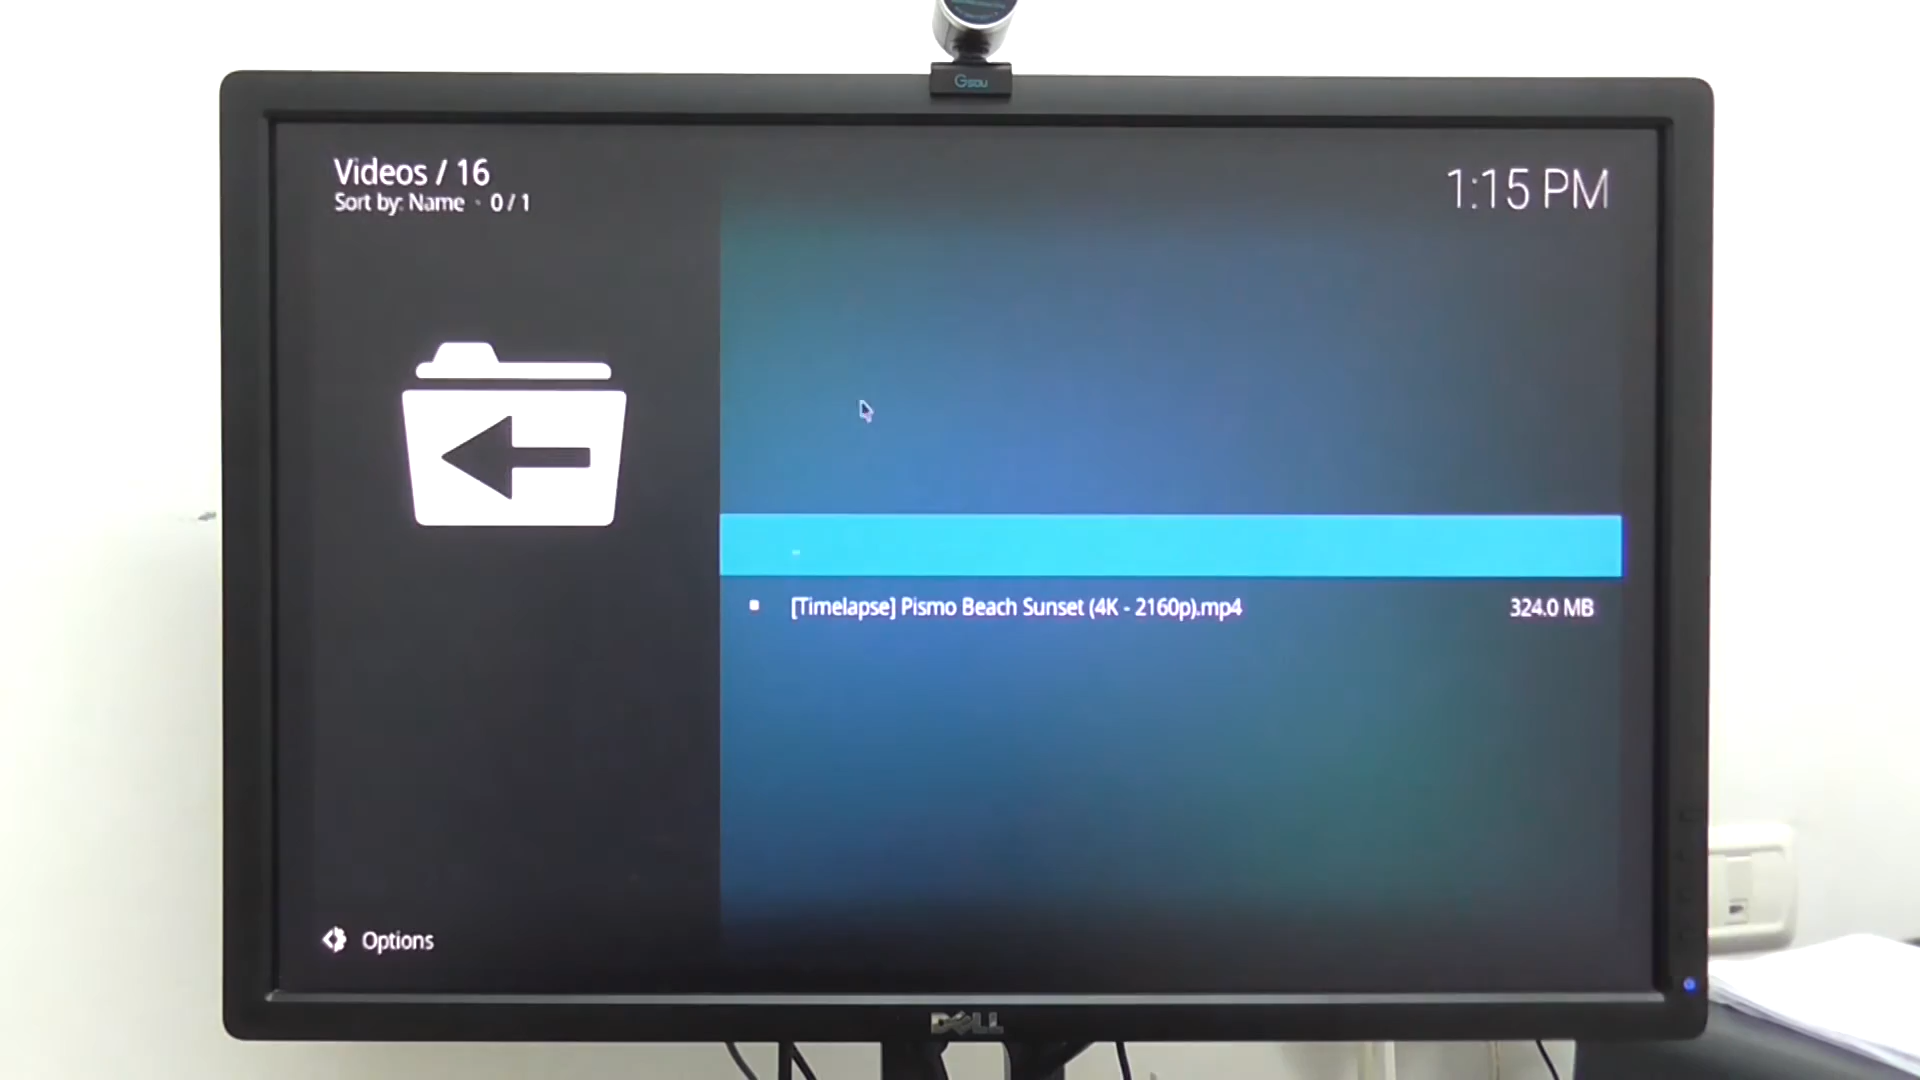 Gsou
Videos / 16
Sort by: Name · 0 / 1
1:15 PM
..
[Timelapse] Pismo Beach Sunset (4K - 2160p).mp4
324.0 MB
Options
DELL